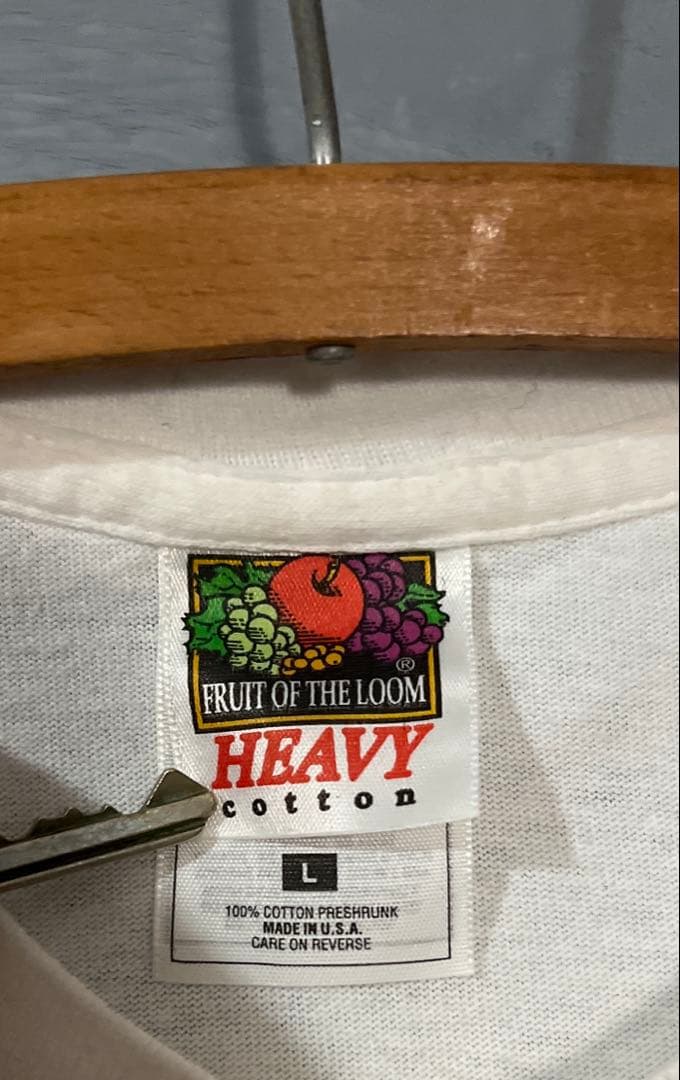 ®
FRUIT OF THE LOOM
HEAVY
cotton
L
100% COTTON PRESHRUNK
MADE IN U.S.A.
CARE ON REVERSE